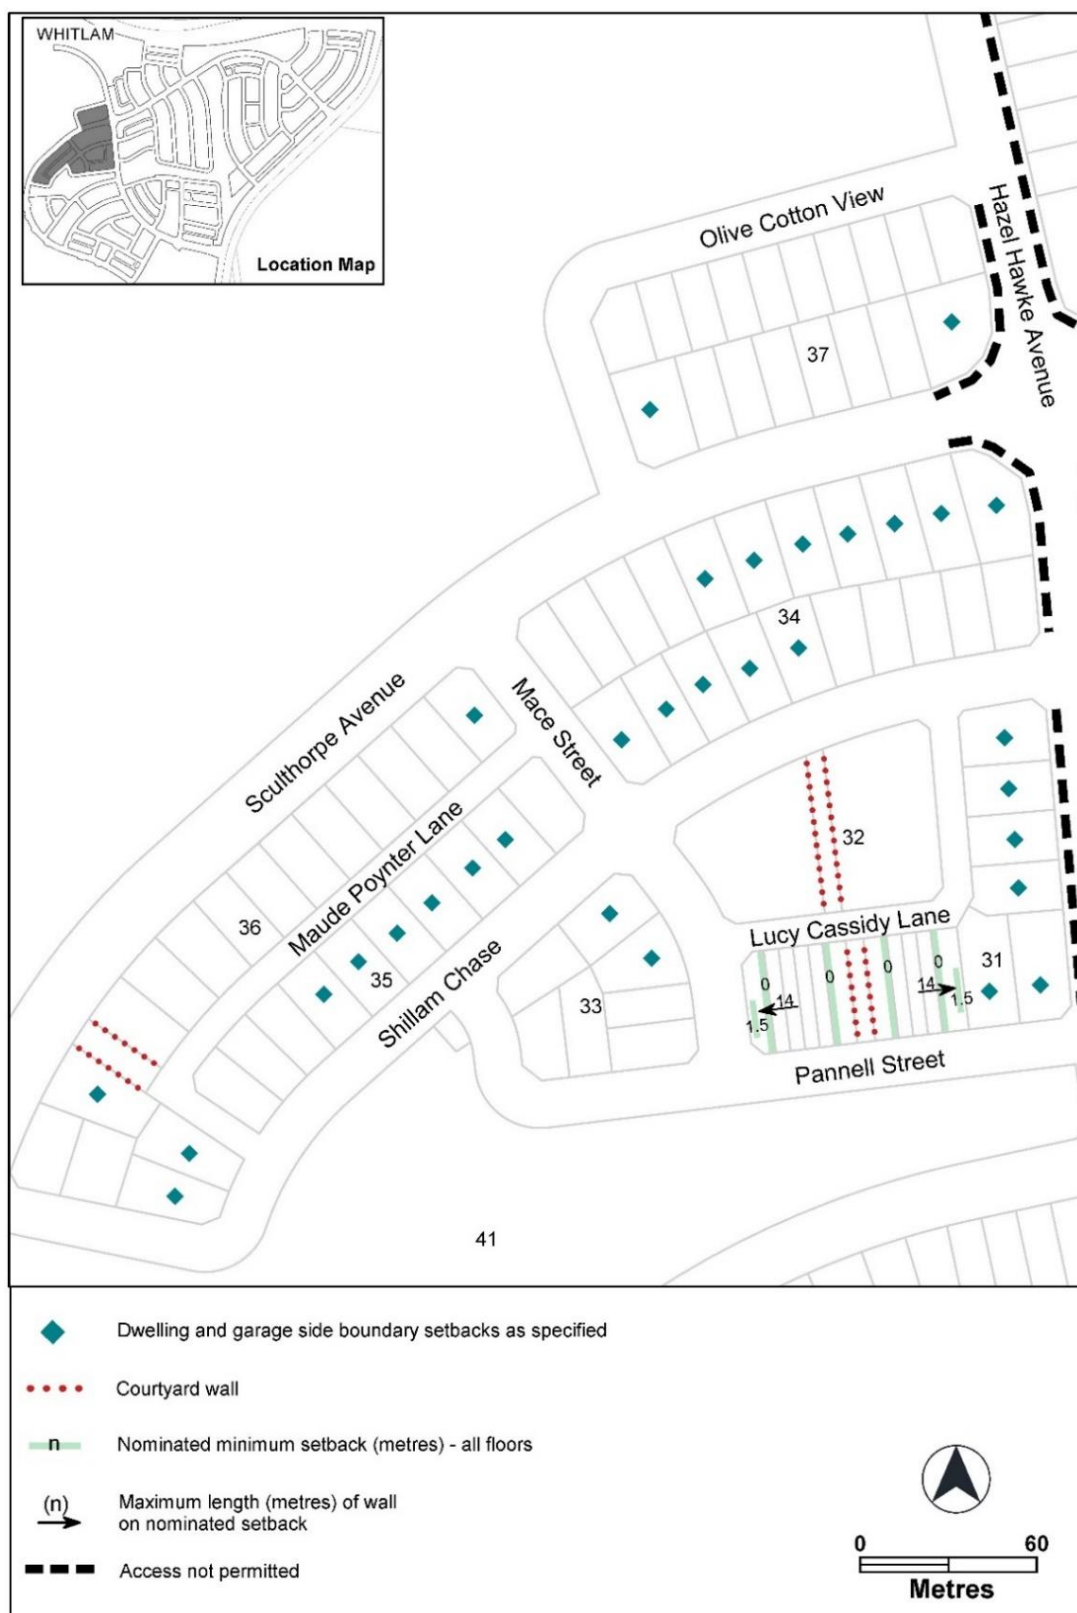 WHITLAM
Location Map
Olive Cotton View
Hazel Hawke Avenue
37
34
Mace Street
Sculthorpe Avenue
32
Maude Poynter Lane
36
Lucy Cassidy Lane
35
Shillam Chase
31
33
0
0
0
0
14
14
1.5
1.5
Pannell Street
41
Dwelling and garage side boundary setbacks as specified
Courtyard wall
n
Nominated minimum setback (metres) - all floors
(n)
Maximum length (metres) of wall
on nominated setback
Access not permitted
0
60
Metres